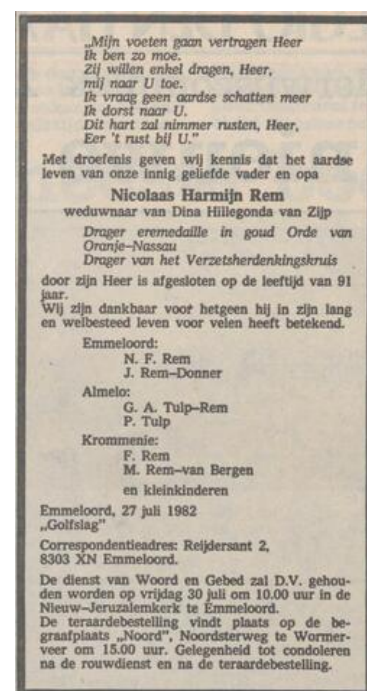 „Mijn voeten gaan vertragen Heer
Ik ben zo moe.
Zij willen enkel dragen, Heer,
mij naar U toe.
Ik vraag geen aardse schatten meer
Ik dorst naar U.
Dit hart zal nimmer rusten, Heer,
Eer 't rust bij U."
Met droefenis geven wij kennis dat het aardse
leven van onze innig geliefde vader en opa
Nicolaas Harmijn Rem
weduwnaar van Dina Hillegonda van Zijp
Drager eremedaille in goud Orde van
Oranje-Nassau
Drager van het Verzetsherdenkingskruis
door zijn Heer is afgesloten op de leeftijd van 91
jaar.
Wij zijn dankbaar voor hetgeen hij in zijn lang
en welbesteed leven voor velen heeft betekend.
Emmeloord:
N. F. Rem
J. Rem–Donner
Almelo:
G. A. Tulp–Rem
P. Tulp
Krommenie:
F. Rem
M. Rem–van Bergen
en kleinkinderen
Emmeloord, 27 juli 1982
„Golfslag"
Correspondentieadres: Reijdersant 2,
8303 XN Emmeloord.
De dienst van Woord en Gebed zal D.V. gehou-
den worden op vrijdag 30 juli om 10.00 uur in de
Nieuw–Jeruzalemkerk te Emmeloord.
De teraardebestelling vindt plaats op de be-
graafplaats „Noord", Noordsterweg te Wormer-
veer om 15.00 uur. Gelegenheid tot condoleren
na de rouwdienst en na de teraardebestelling.